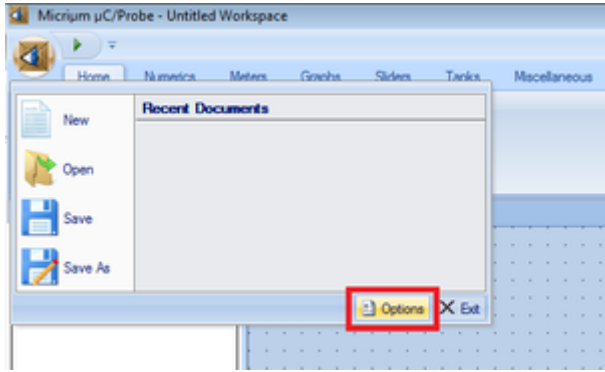 Micrium µC/Probe - Untitled Workspace
Home Numerics Meters Graphs Sliders Tanks Miscellaneous
Recent Documents
New
Open
Save
Save As
Options Exit